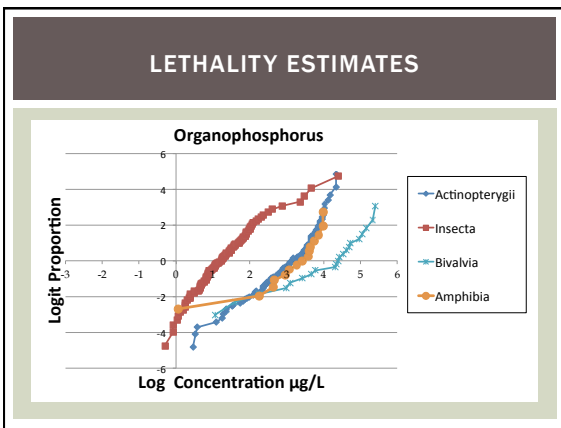 LETHALITY ESTIMATES
Organophosphorus
Logit Proportion
6
4
2
0
-2
-4
-6
-3 -2 -1 0 1 2 3 4 5 6
Log Concentration µg/L
Actinopterygii
Insecta
Bivalvia
Amphibia